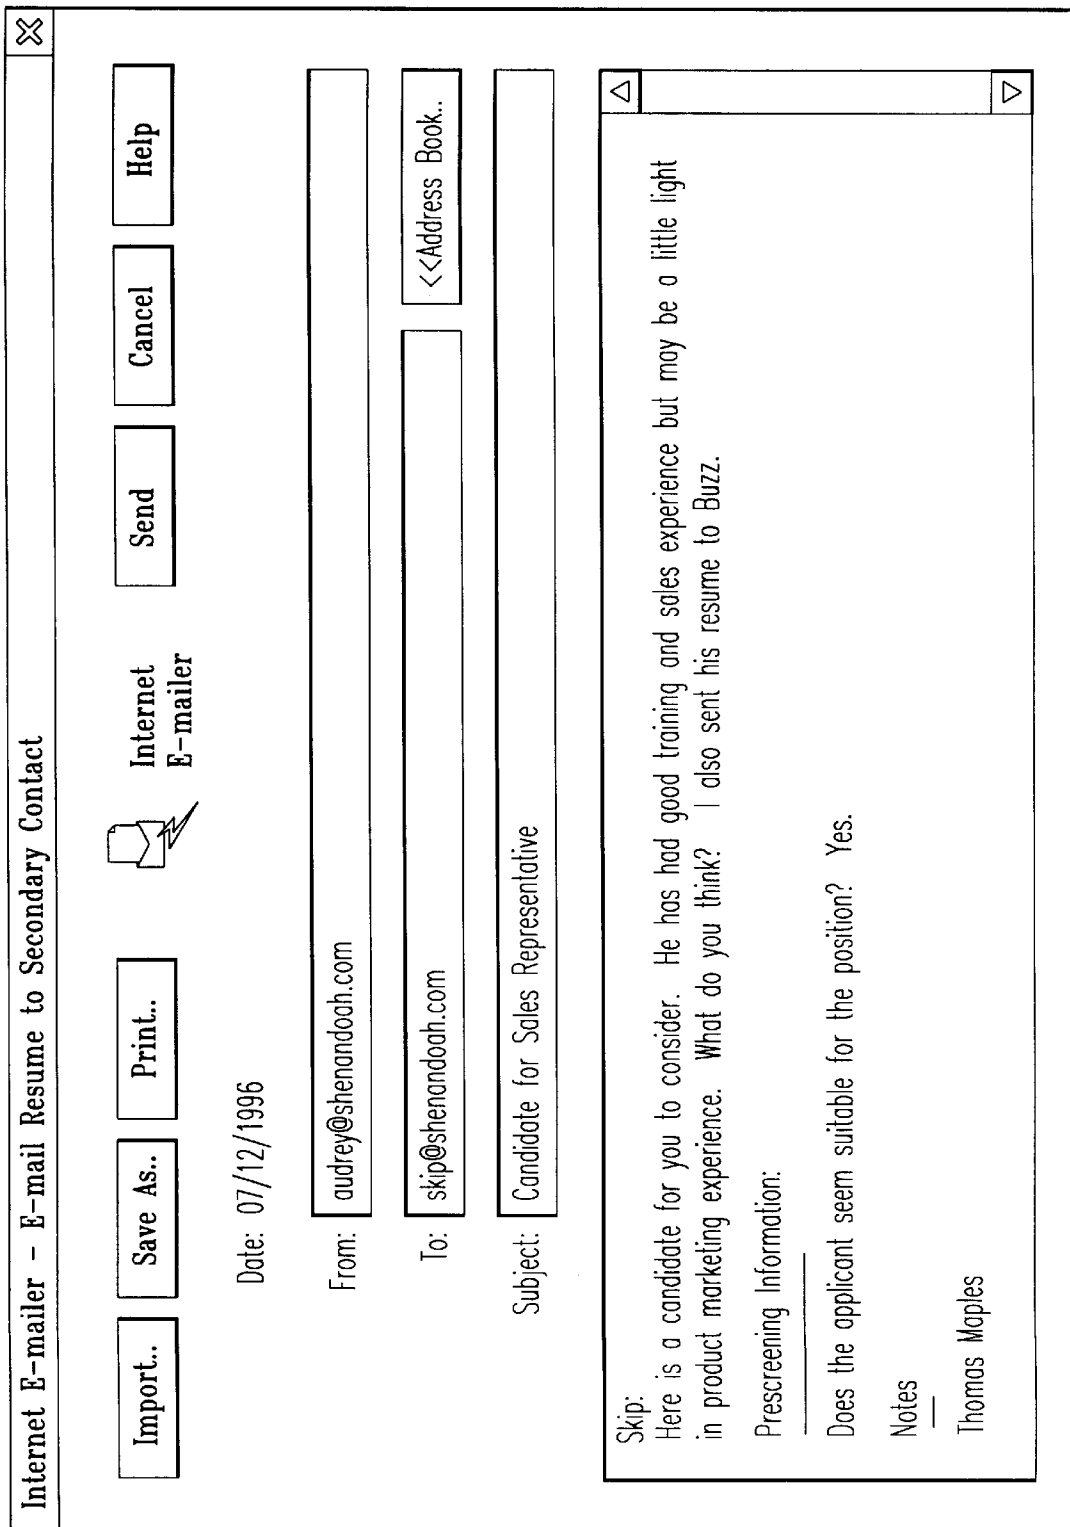 Internet E-mailer - E-mail Resume to Secondary Contact
Import.. Save As.. Print.. Internet E-mailer Send Cancel Help
Date: 07/12/1996
From: audrey@shenandoah.com
To: skip@shenandoah.com <<Address Book..
Subject: Candidate for Sales Representative
Skip:
Here is a candidate for you to consider. He has had good training and sales experience but may be a little light
in product marketing experience. What do you think? I also sent his resume to Buzz.
Prescreening Information:
Does the applicant seem suitable for the position? Yes.
Notes
Thomas Maples